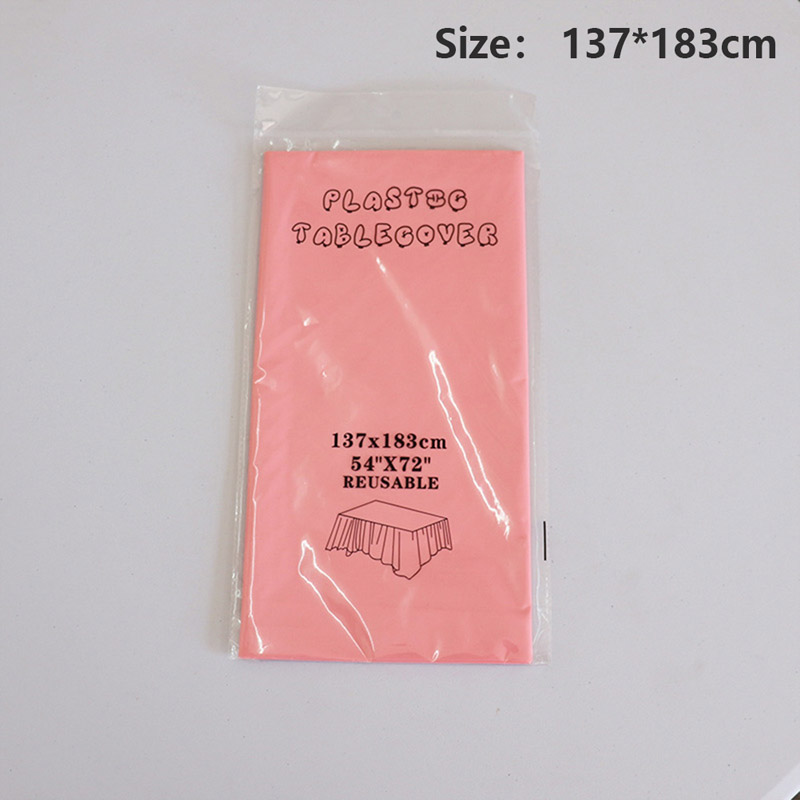 Size： 137*183cm
PLASTIC
TABLECOVER
137x183cm
54"X72"
REUSABLE